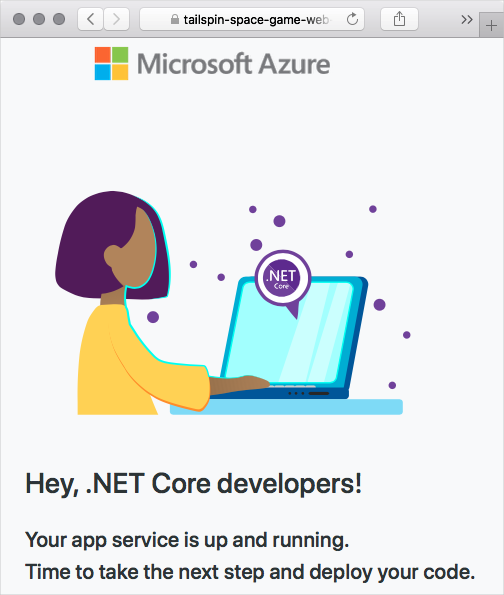 tailspin-space-game-web
Microsoft Azure
.NET
Core
Hey, .NET Core developers!
Your app service is up and running.
Time to take the next step and deploy your code.